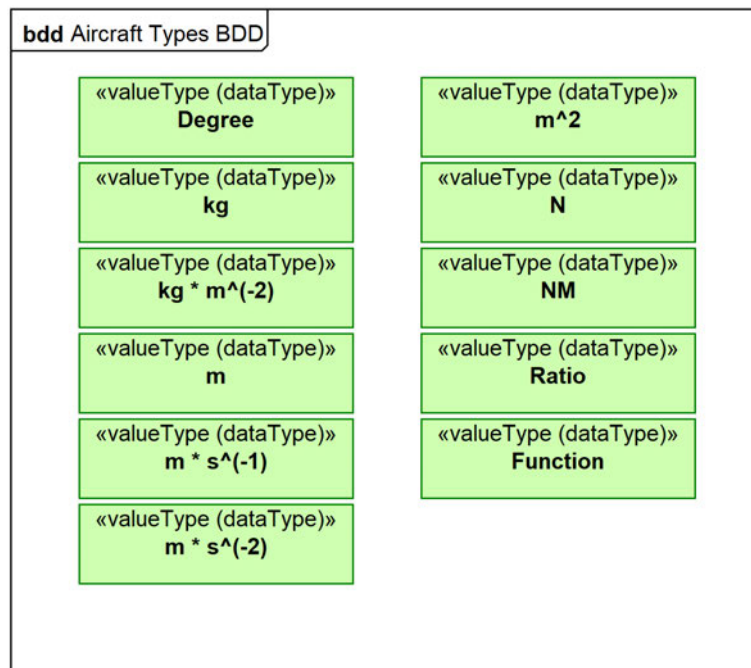 bdd Aircraft Types BDD
«valueType (dataType)»
Degree
«valueType (dataType)»
kg
«valueType (dataType)»
kg * m^(-2)
«valueType (dataType)»
m
«valueType (dataType)»
m * s^(-1)
«valueType (dataType)»
m * s^(-2)
«valueType (dataType)»
m^2
«valueType (dataType)»
N
«valueType (dataType)»
NM
«valueType (dataType)»
Ratio
«valueType (dataType)»
Function